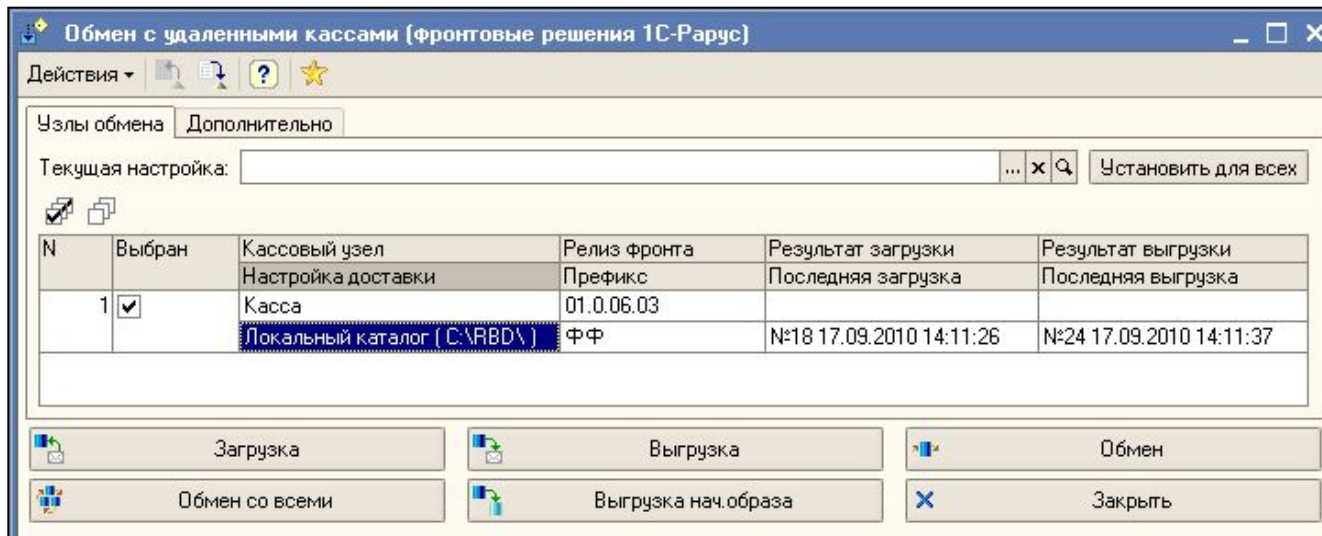 Обмен с удаленными кассами (фронтовые решения 1С-Рарус)
Действия
Узлы обмена Дополнительно
Текущая настройка: ... Установить для всех
N Выбран Кассовый узел Релиз фронта Результат загрузки Результат выгрузки
Настройка доставки Префикс Последняя загрузка Последняя выгрузка
1 Касса 01.0.06.03
Локальный каталог ( C:\RBD\ ) ФФ №18 17.09.2010 14:11:26 №24 17.09.2010 14:11:37
Загрузка Выгрузка Обмен
Обмен со всеми Выгрузка нач.образа Закрыть